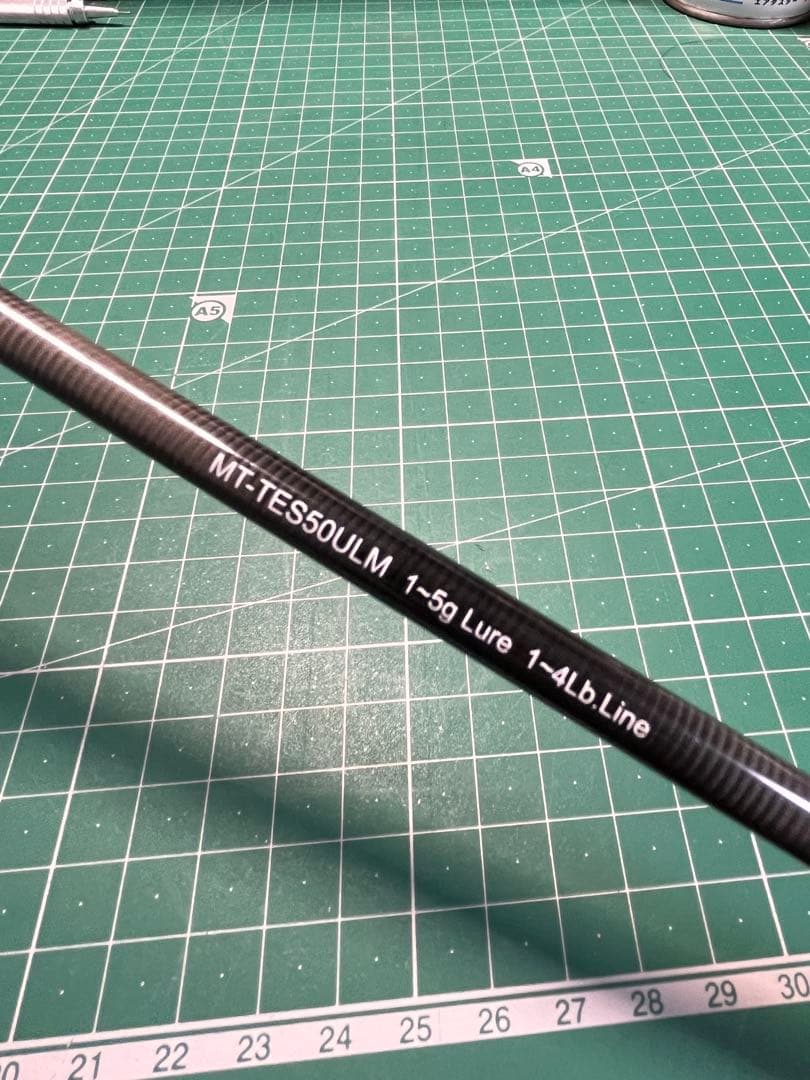 A4
A5
MT-TES50ULM 1~5g Lure 1~4Lb.Line
21 22 23 24 25 26 27 28 29 30